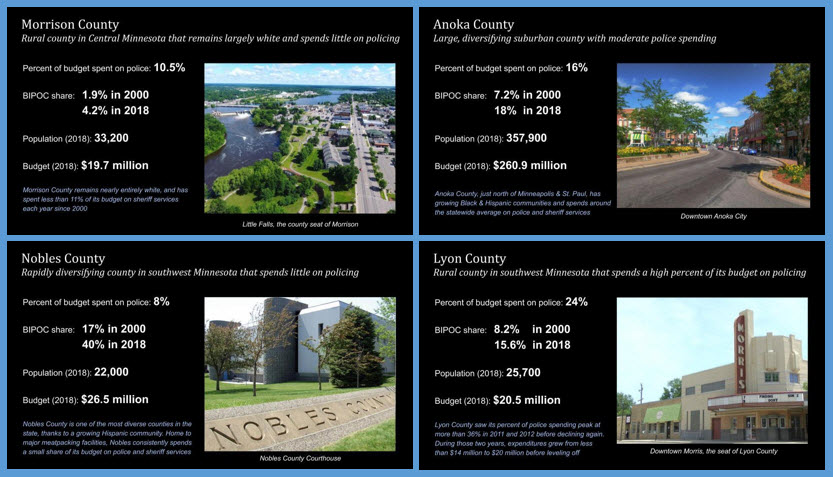 Morrison County
Rural county in Central Minnesota that remains largely white and spends little on policing
Percent of budget spent on police: 10.5%
BIPOC share: 1.9% in 2000
4.2% in 2018
Population (2018): 33,200
Budget (2018): $19.7 million
Morrison County remains nearly entirely white, and has
spent less than 11% of its budget on sheriff services
each year since 2000
Little Falls, the county seat of Morrison
Anoka County
Large, diversifying suburban county with moderate police spending
Percent of budget spent on police: 16%
BIPOC share: 7.2% in 2000
18% in 2018
Population (2018): 357,900
Budget (2018): $260.9 million
Anoka County, just north of Minneapolis & St. Paul, has
growing Black & Hispanic communities and spends around
the statewide average on police and sheriff services
Downtown Anoka City
Nobles County
Rapidly diversifying county in southwest Minnesota that spends little on policing
Percent of budget spent on police: 8%
BIPOC share: 17% in 2000
40% in 2018
Population (2018): 22,000
Budget (2018): $26.5 million
Nobles County is one of the most diverse counties in the
state, thanks to a growing Hispanic community. Home to
major meatpacking facilities, Nobles consistently spends
a small share of its budget on police and sheriff services
NOBLES COUNTY
Nobles County Courthouse
Lyon County
Rural county in southwest Minnesota that spends a high percent of its budget on policing
Percent of budget spent on police: 24%
BIPOC share: 8.2% in 2000
15.6% in 2018
Population (2018): 25,700
Budget (2018): $20.5 million
Lyon County saw its percent of police spending peak at
more than 36% in 2011 and 2012 before declining again.
During those two years, expenditures grew from less
than $14 million to $20 million before leveling off
MORRIS
Downtown Morris, the seat of Lyon County